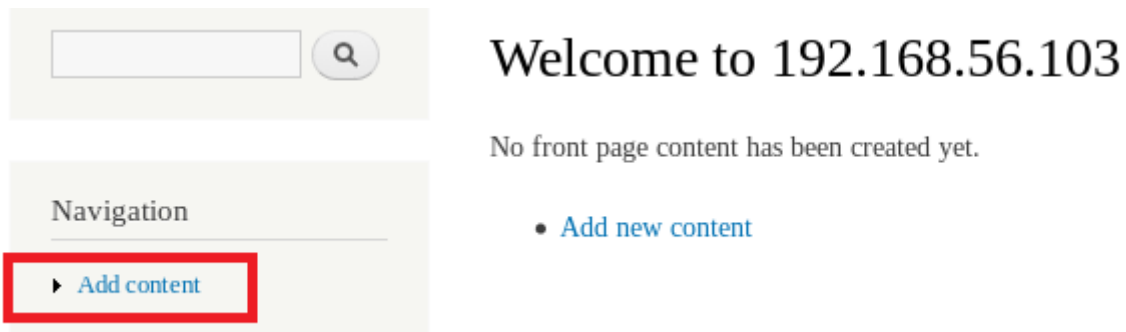 Welcome to 192.168.56.103
No front page content has been created yet.
Add new content
Navigation
Add content